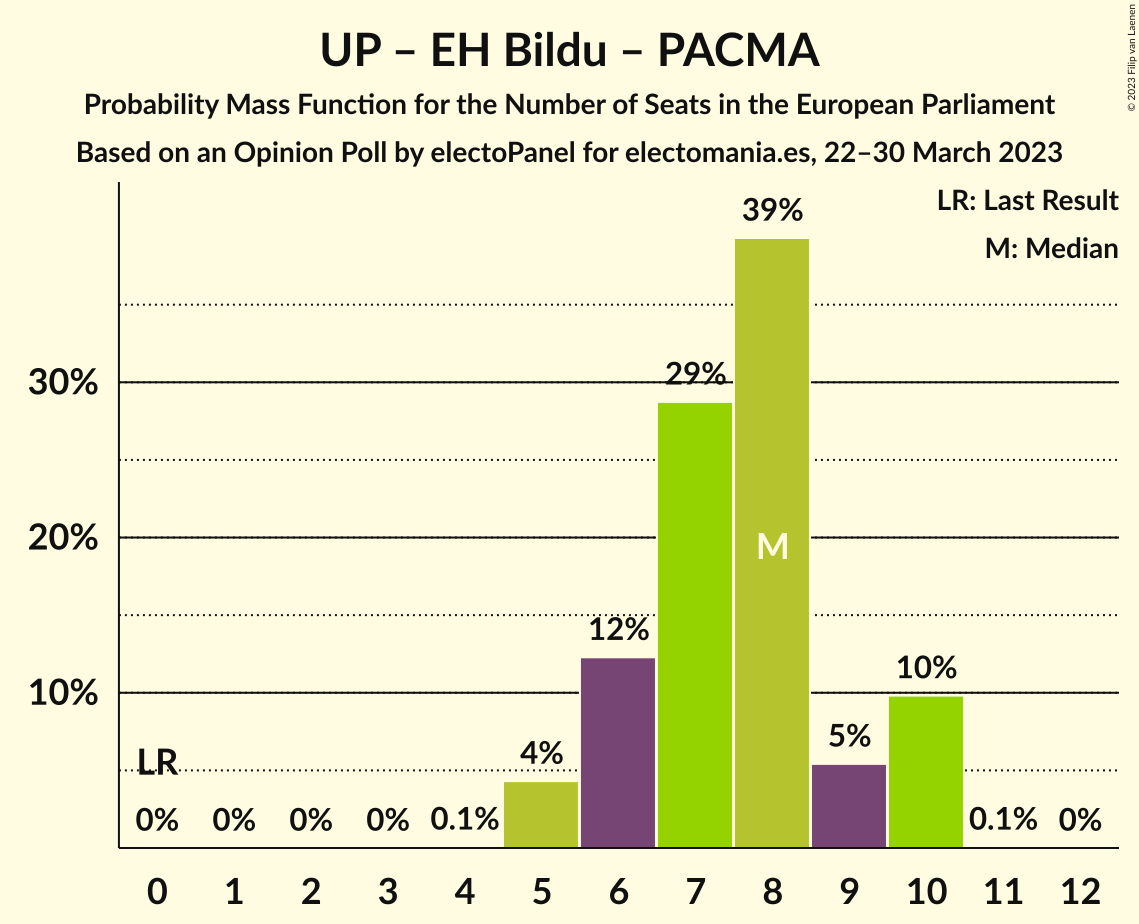 UP – EH Bildu – PACMA
Probability Mass Function for the Number of Seats in the European Parliament
Based on an Opinion Poll by electoPanel for electomania.es, 22–30 March 2023
© 2023 Filip van Laenen
LR: Last Result
M: Median
39%
30%
29%
20%
M
12%
10%
10%
5%
4%
LR
0% 0% 0% 0% 0.1% 0.1% 0%
0 1 2 3 4 5 6 7 8 9 10 11 12